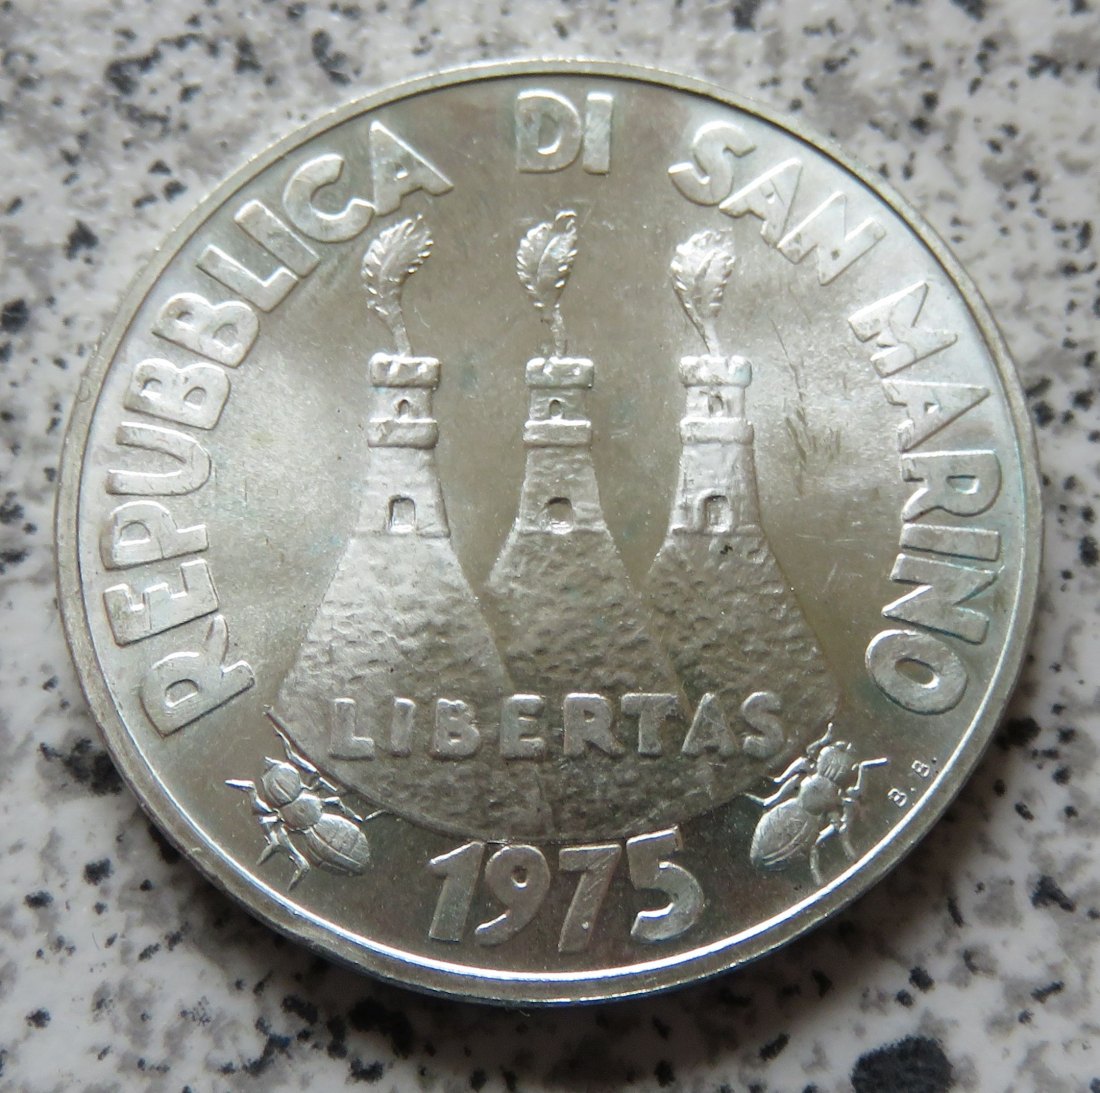 REPUBBLICA DI SAN MARINO
LIBERTAS
1975
B.B.